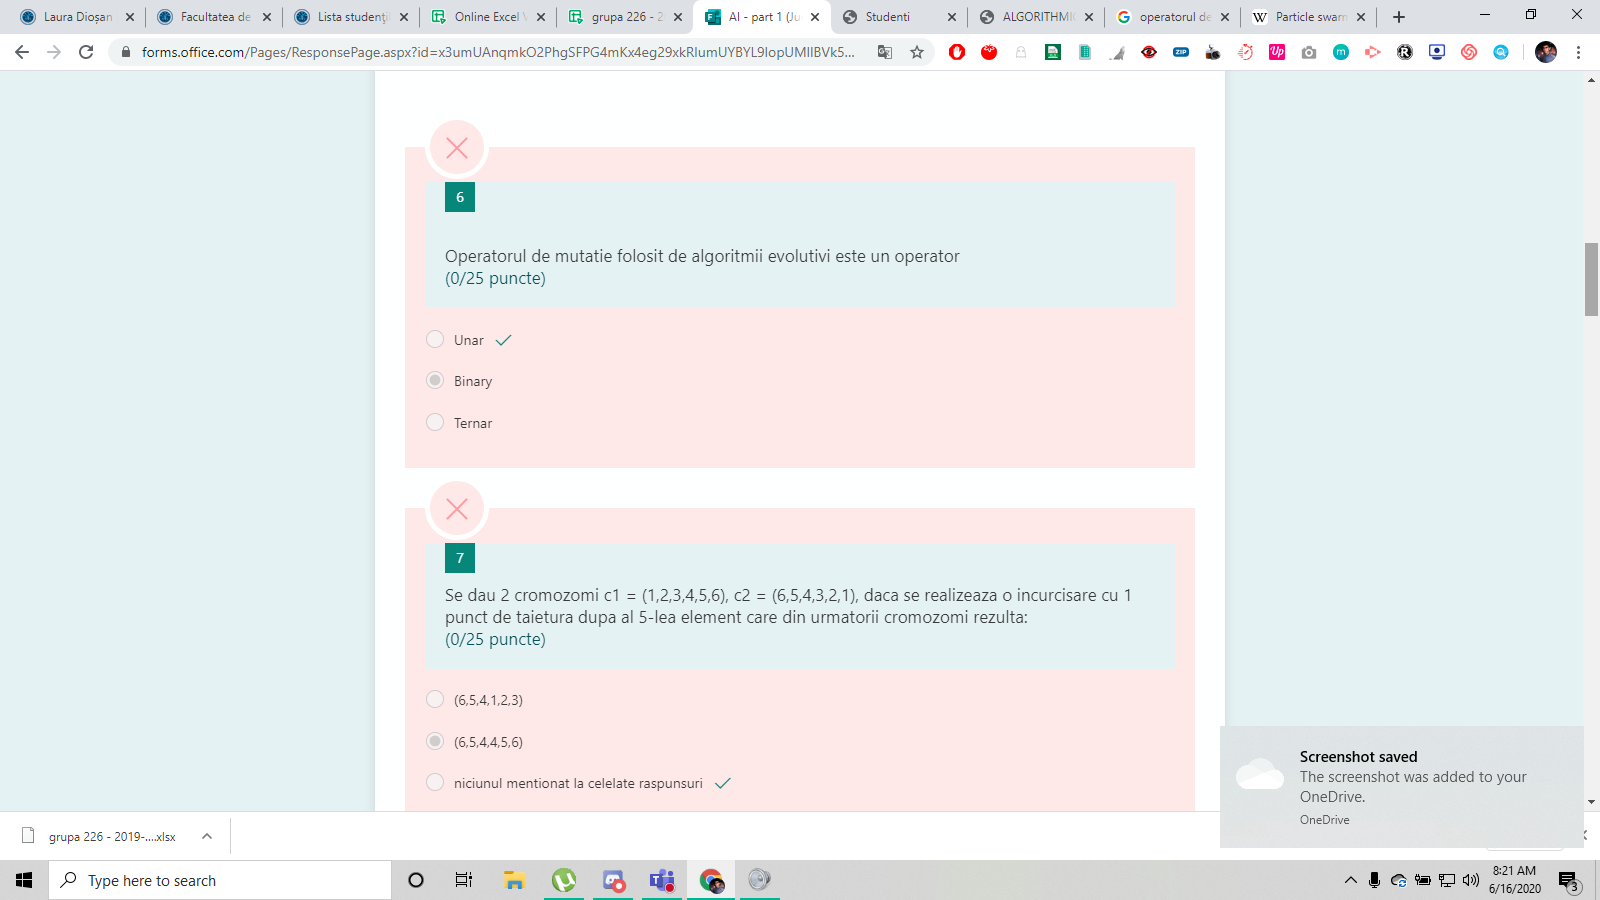 Laura Dioșan
Facultatea de
Lista studenți
Online Excel V
grupa 226 - 2
AI - part 1 (Ju
Studenti
ALGORITHMI
operatorul de
Particle swarm
forms.office.com/Pages/ResponsePage.aspx?id=x3umUAnqmkO2PhgSFPG4mKx4eg29xkRIumUYBYL9IopUMllBVk5...
6
Operatorul de mutatie folosit de algoritmii evolutivi este un operator
(0/25 puncte)
Unar
Binary
Ternar
7
Se dau 2 cromozomi c1 = (1,2,3,4,5,6), c2 = (6,5,4,3,2,1), daca se realizeaza o incurcisare cu 1
punct de taietura dupa al 5-lea element care din urmatorii cromozomi rezulta:
(0/25 puncte)
(6,5,4,1,2,3)
(6,5,4,4,5,6)
niciunul mentionat la celelate raspunsuri
Screenshot saved
The screenshot was added to your
OneDrive.
OneDrive
grupa 226 - 2019-....xlsx
Type here to search
8:21 AM
6/16/2020
3